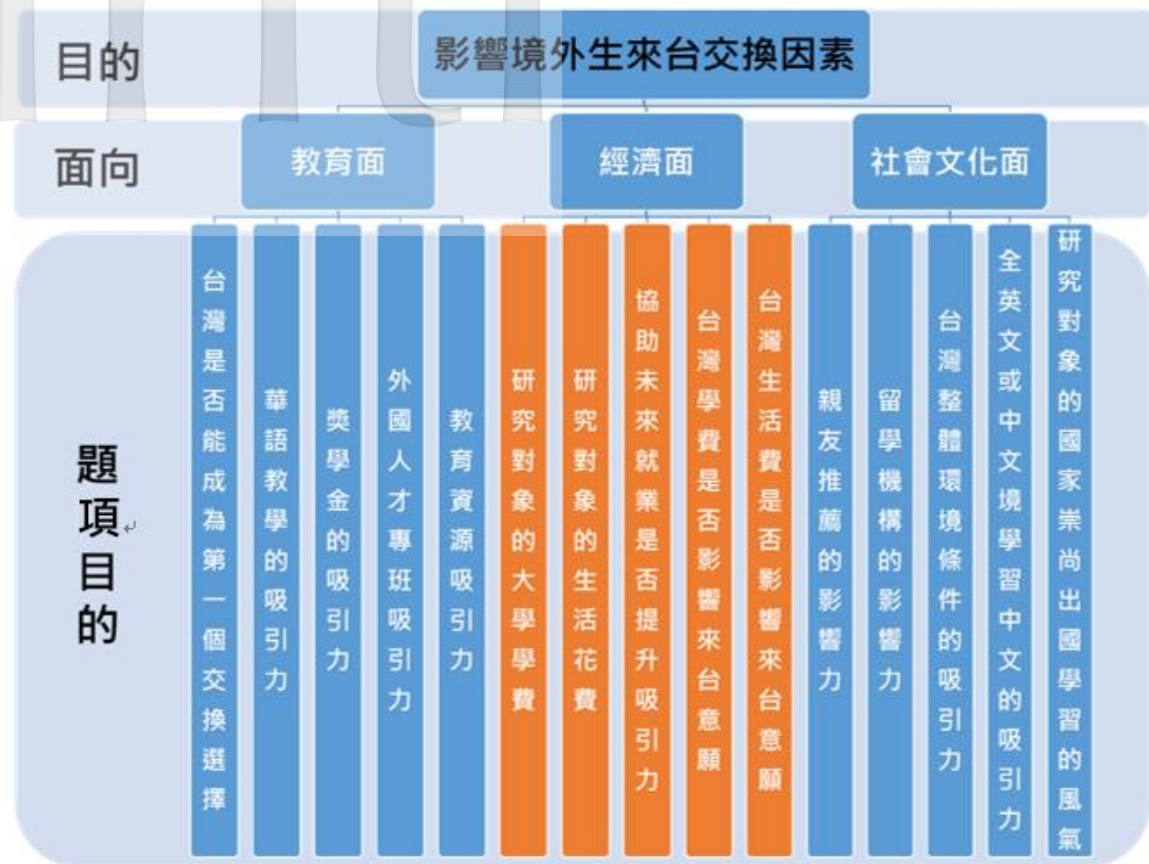 目的
影響境外生來台交換因素
面向
教育面
經濟面
社會文化面
題項目的
台灣是否能成為第一個交換選擇
華語教學的吸引力
獎學金的吸引力
外國人才專班吸引力
教育資源吸引力
研究對象的大學學費
研究對象的生活花費
協助未來就業是否提升吸引力
台灣學費是否影響來台意願
台灣生活費是否影響來台意願
親友推薦的影響力
留學機構的影響力
台灣整體環境條件的吸引力
全英文或中文境學習中文的吸引力
研究對象的國家崇尚出國學習的風氣